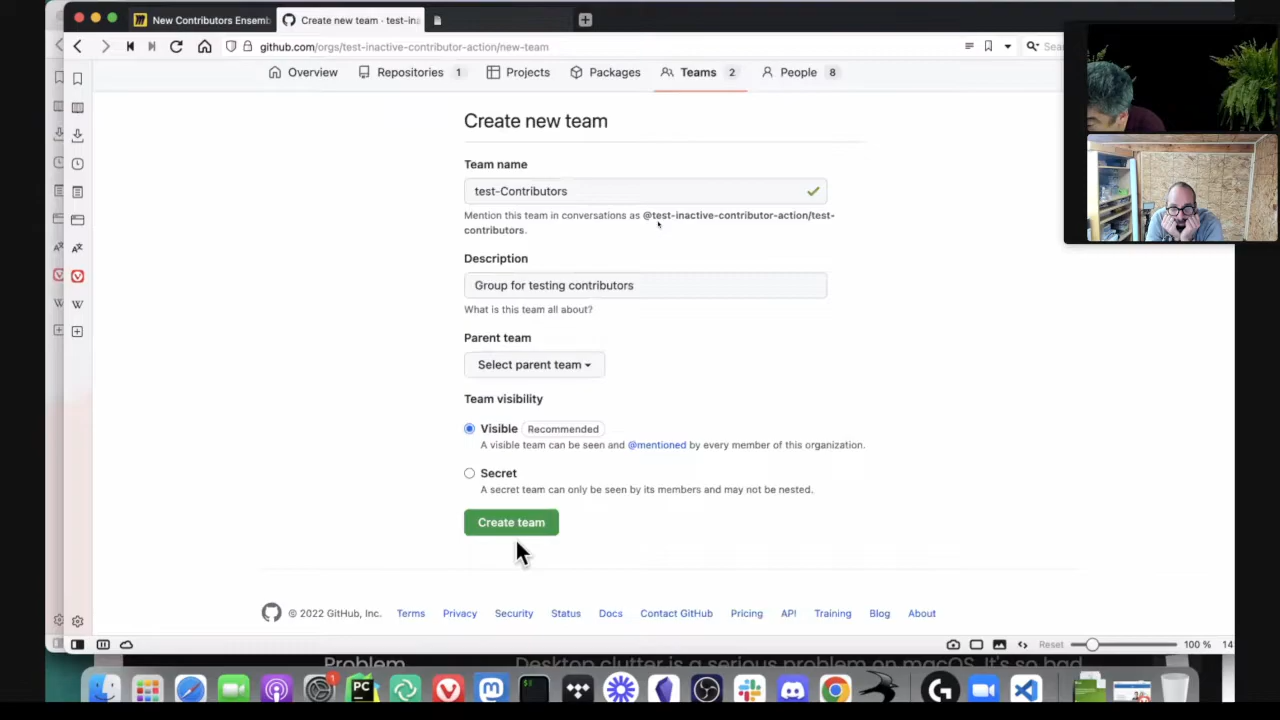 New Contributors Ensemb
Create new team · test-ina
github.com/orgs/test-inactive-contributor-action/new-team
Sea
Overview
Repositories 1
Projects
Packages
Teams 2
People 8
Create new team
Team name
test-Contributors
Mention this team in conversations as @test-inactive-contributor-action/test-
contributors.
Description
Group for testing contributors
What is this team all about?
Parent team
Select parent team
Team visibility
Visible Recommended
A visible team can be seen and @mentioned by every member of this organization.
Secret
A secret team can only be seen by its members and may not be nested.
Create team
© 2022 GitHub, Inc.
Terms
Privacy
Security
Status
Docs
Contact GitHub
Pricing
API
Training
Blog
About
Reset
100 %
14
Problem
Desktop clutter is a serious problem on macOS. It's so bad
1
PC